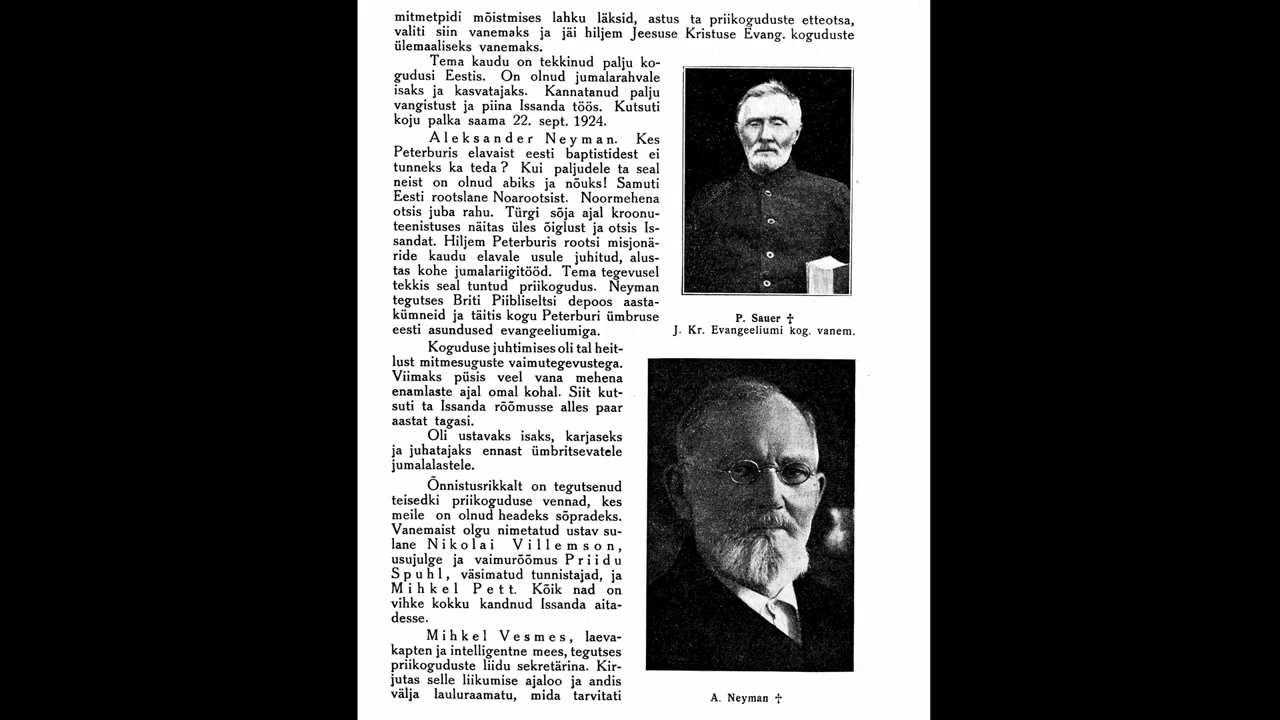 mitmetpidi mõistmises lahku läksid, astus ta priikoguduste etteotsa,
valiti siin vanemaks ja jäi hiljem Jeesuse Kristuse Evang. koguduste
ülemaaliseks vanemaks.
Tema kaudu on tekkinud palju ko-
gudusi Eestis. On olnud jumalarahvale
isaks ja kasvatajaks. Kannatanud palju
vangistust ja piina Issanda töös. Kutsuti
koju palka saama 22. sept. 1924.
Aleksander Neyman. Kes
Peterburis elavaist eesti baptistidest ei
tunneks ka teda? Kui paljudele ta seal
neist on olnud abiks ja nõuks! Samuti
Eesti rootslane Noarootsist. Noormehena
otsis juba rahu. Türgi sõja ajal kroonu-
teenistuses näitas üles õiglust ja otsis Is-
sandat. Hiljem Peterburis rootsi misjonä-
ride kaudu elavale usule juhitud, alus-
tas kohe jumalariigitööd. Tema tegevusel
tekkis seal tuntud priikogudus. Neyman
tegutses Briti Piibliseltsi depoos aasta-
kümneid ja täitis kogu Peterburi ümbruse
eesti asundused evangeeliumiga.
Koguduse juhtimises oli tal heit-
lust mitmesuguste vaimutegevustega.
Viimaks püsis veel vana mehena
enamlaste ajal omal kohal. Siit kut-
suti ta Issanda rõõmusse alles paar
aastat tagasi.
Oli ustavaks isaks, karjaseks
ja juhatajaks ennast ümbritsevatele
jumalalastele.
Õnnistusrikkalt on tegutsenud
teisedki priikoguduse vennad, kes
meile on olnud headeks sõpradeks.
Vanemaist olgu nimetatud ustav su-
lane Nikolai Villemson,
usujulge ja vaimurõõmus Priidu
Spuhl, väsimatud tunnistajad, ja
Mihkel Pett. Kõik nad on
vihke kokku kandnud Issanda aita-
desse.
Mihkel Vesmes, laeva-
kapten ja intelligentne mees, tegutses
priikoguduste liidu sekretärina. Kir-
jutas selle liikumise ajaloo ja andis
välja lauluraamatu, mida tarvitati
P. Sauer ☨
J. Kr. Evangeeliumi kog. vanem.
A. Neyman ☨